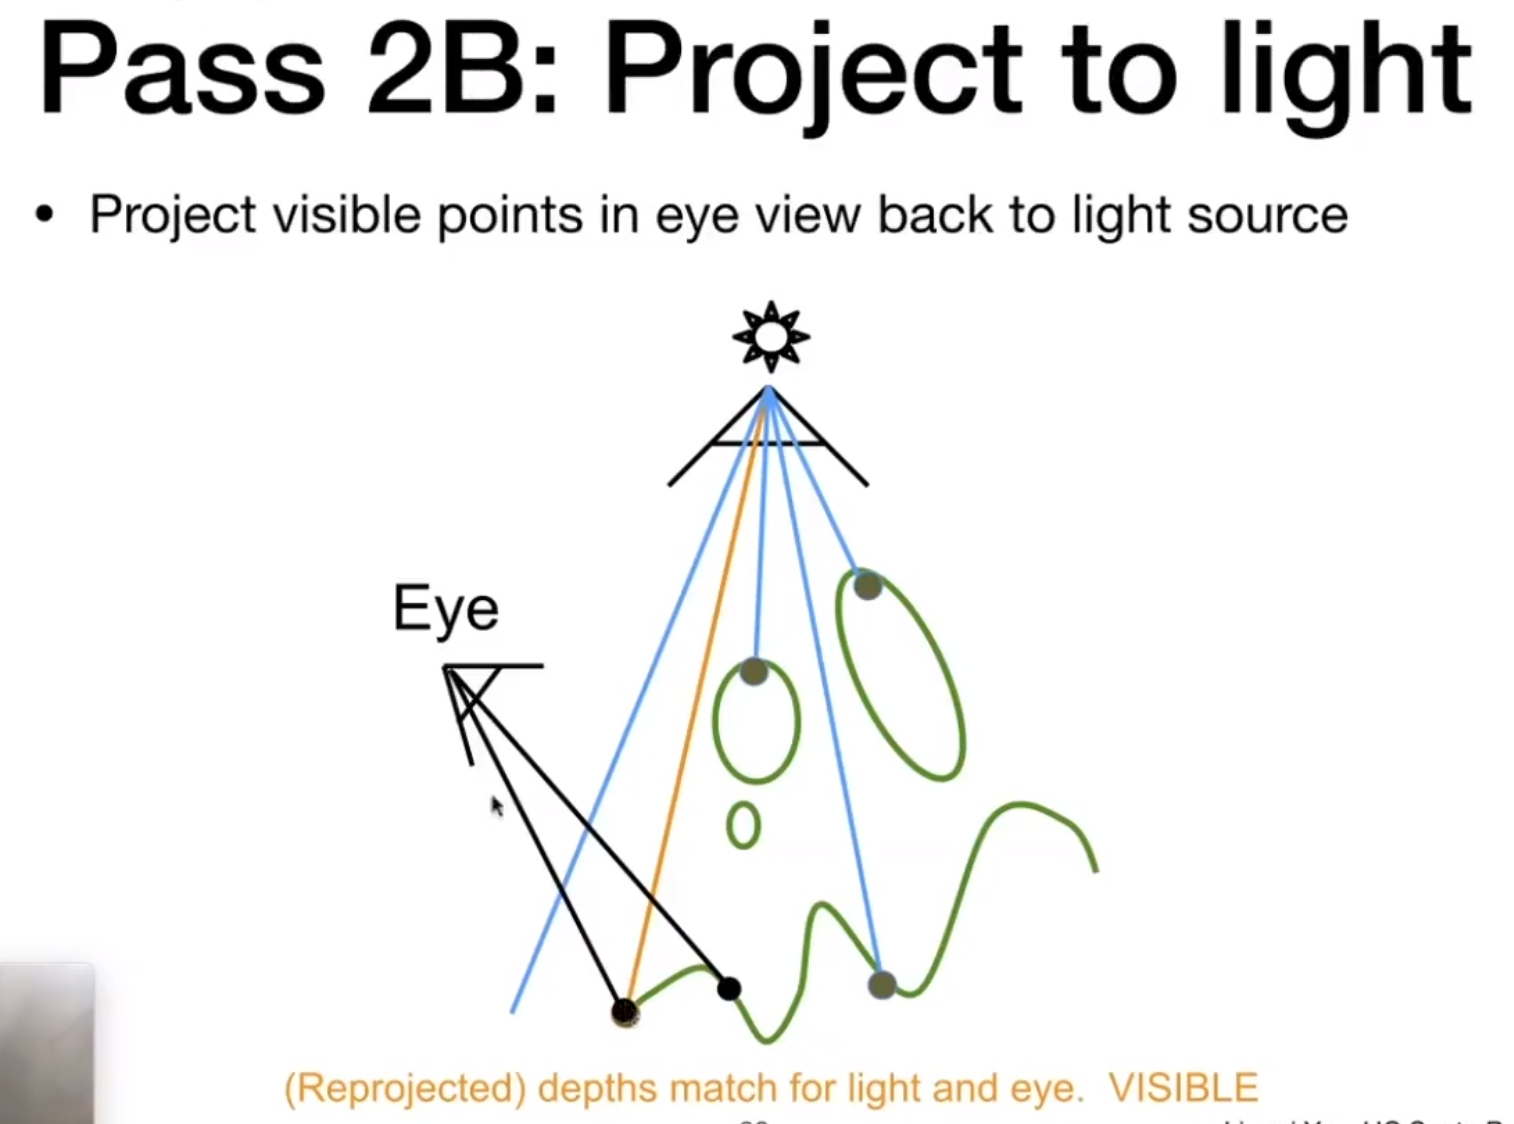 Pass 2B: Project to light
• Project visible points in eye view back to light source
Eye
(Reprojected) depths match for light and eye.  VISIBLE